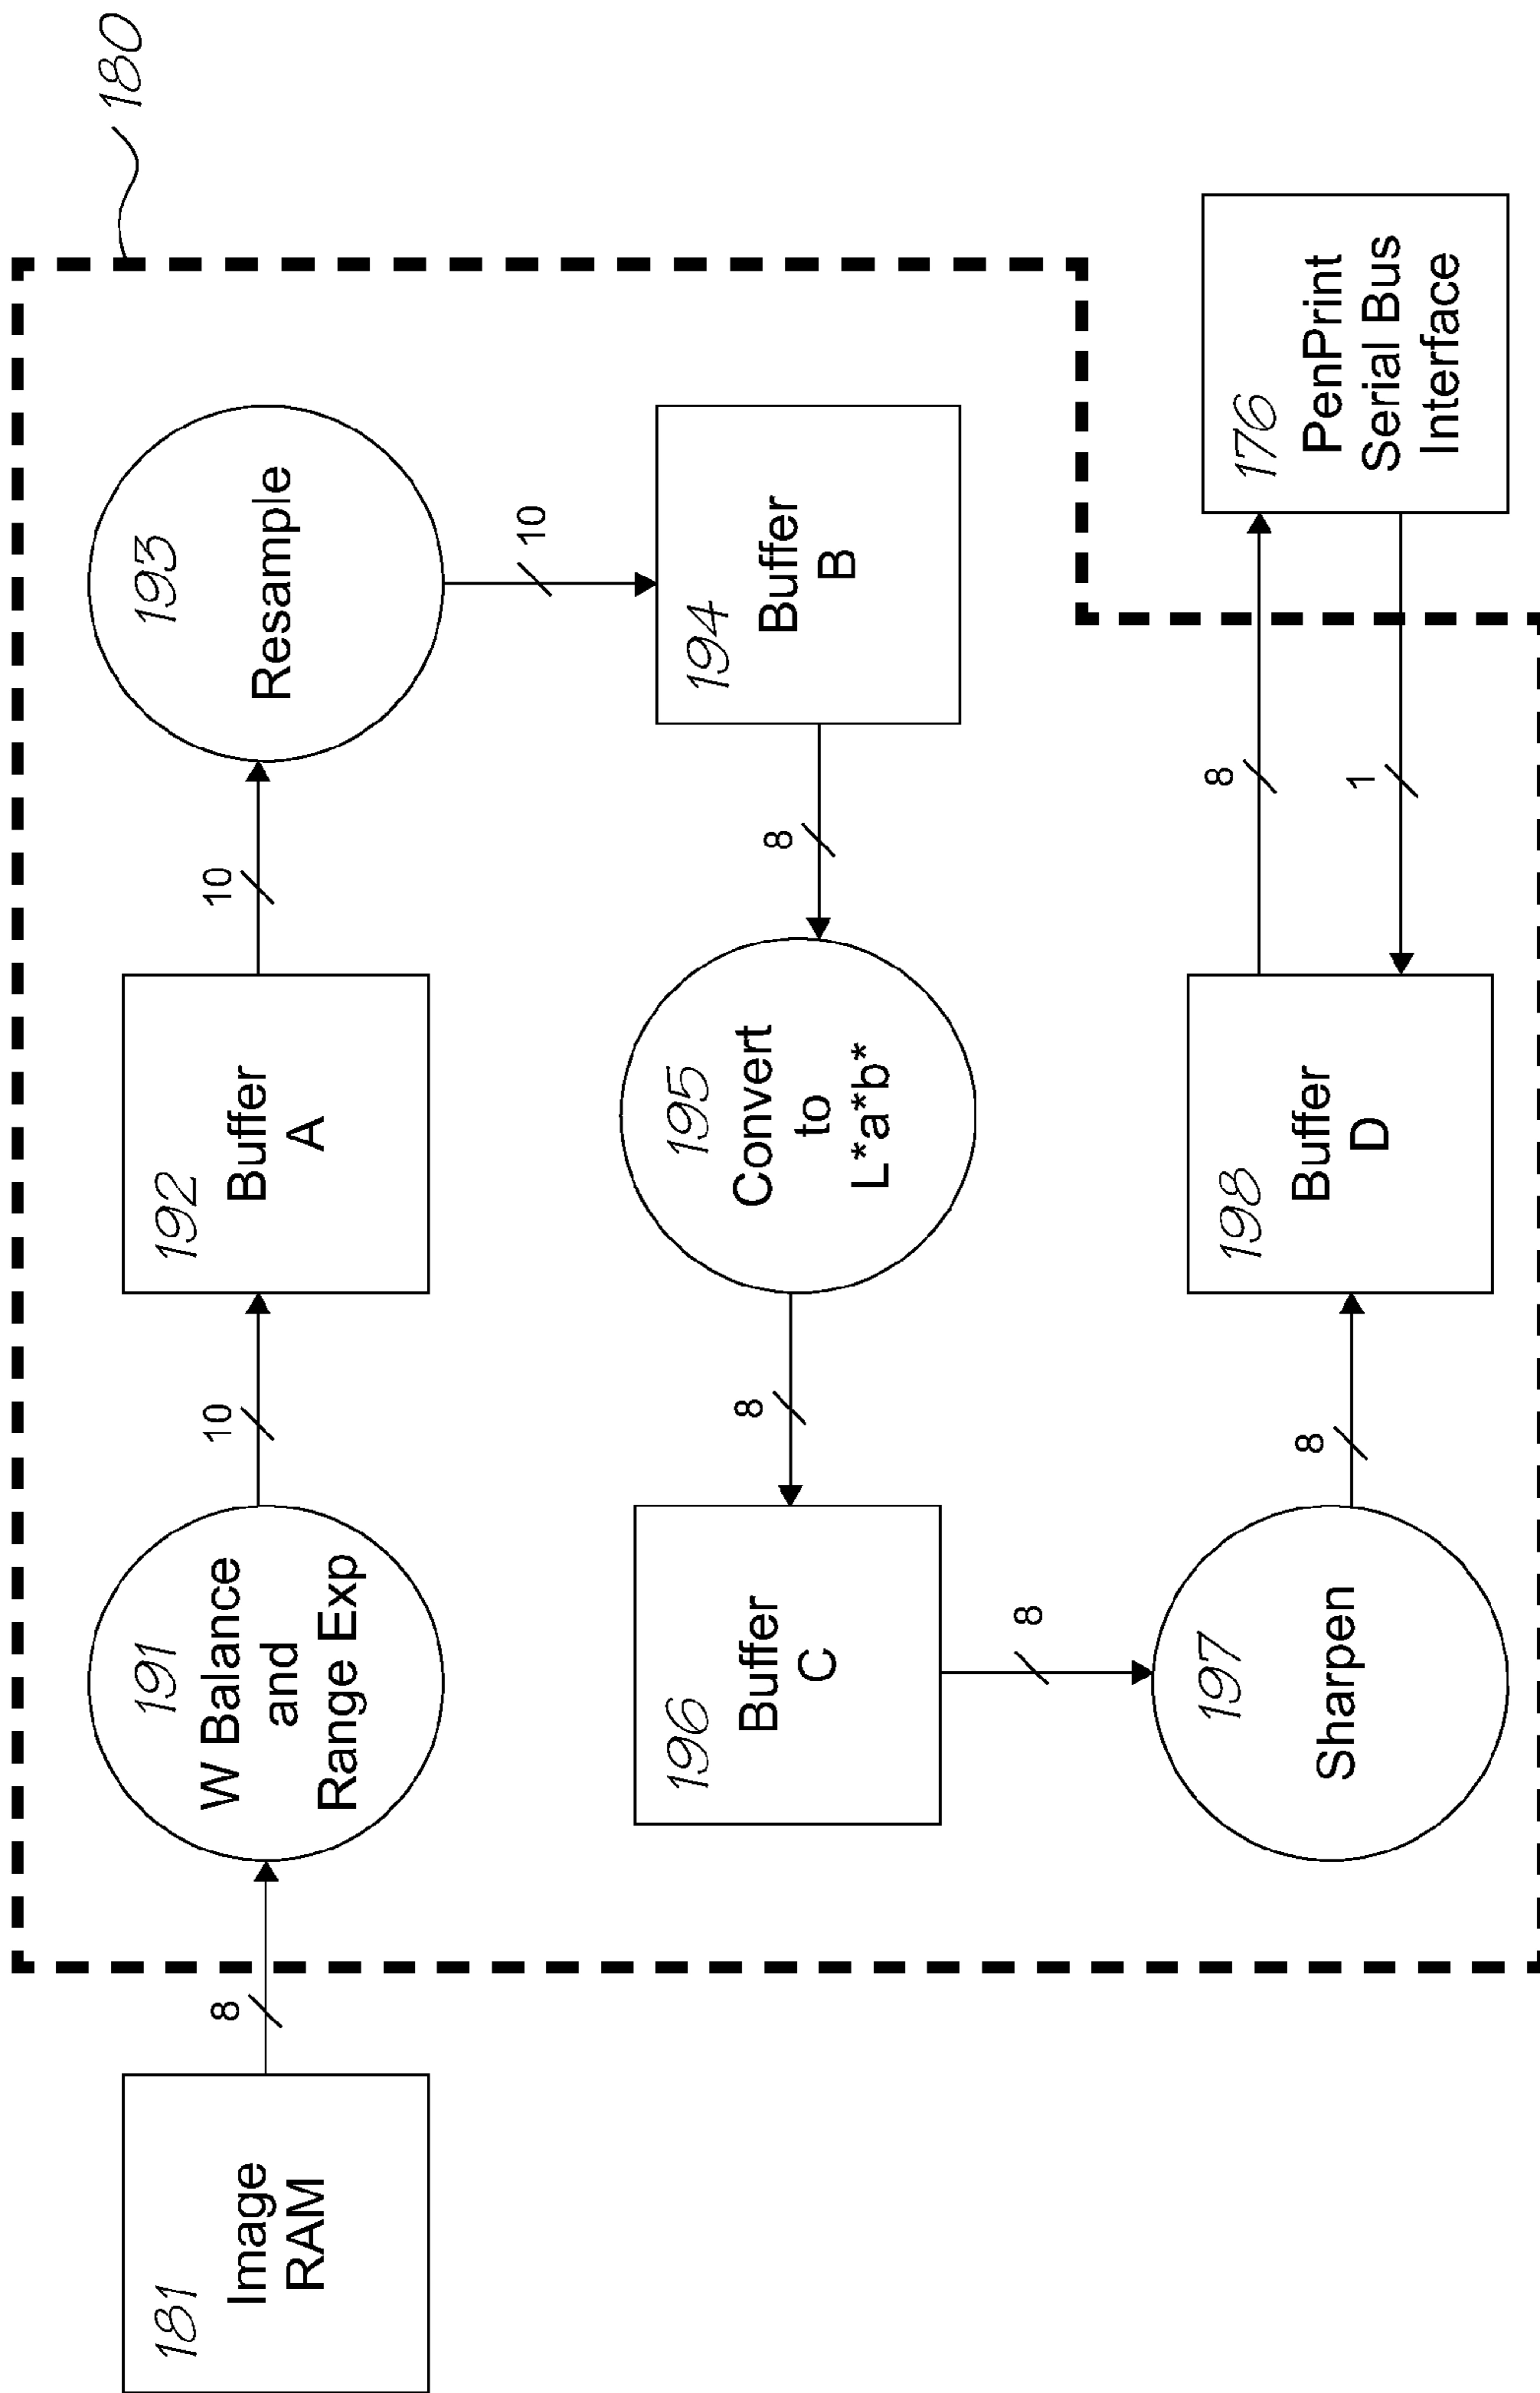 180
181
Image
RAM
8
191
W Balance
and
Range Exp
10
192
Buffer
A
10
193
Resample
10
194
Buffer
B
8
195
Convert
to
L*a*b*
8
196
Buffer
C
8
197
Sharpen
8
198
Buffer
D
8
1
176
PenPrint
Serial Bus
Interface